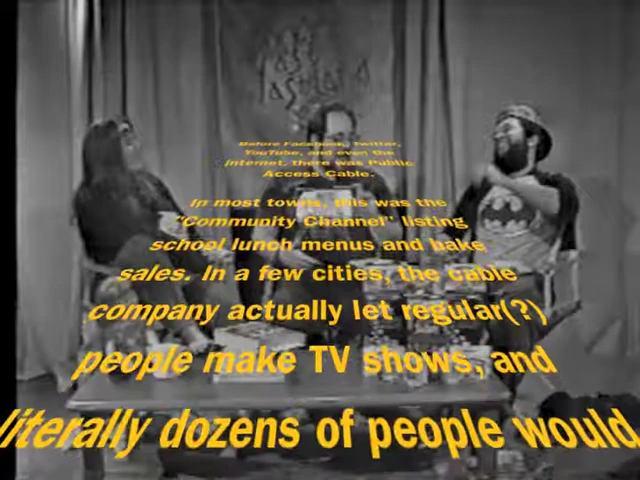 Before Facebook, Twitter,
YouTube, and even the
Internet, there was Public
Access Cable.
In most towns, this was the
"Community Channel" listing
school lunch menus and bake
sales. In a few cities, the cable
company actually let regular(?)
people make TV shows, and
literally dozens of people would